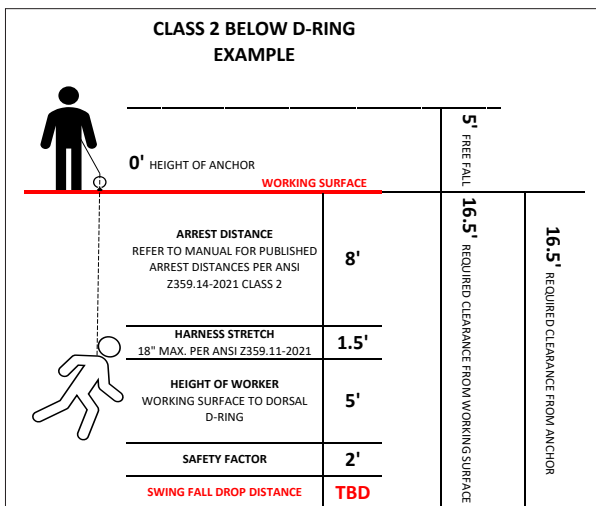 CLASS 2 BELOW D-RING
EXAMPLE
0' HEIGHT OF ANCHOR
WORKING SURFACE
5' FREE FALL
ARREST DISTANCE
REFER TO MANUAL FOR PUBLISHED
ARREST DISTANCES PER ANSI
Z359.14-2021 CLASS 2
8'
HARNESS STRETCH
18" MAX. PER ANSI Z359.11-2021
1.5'
HEIGHT OF WORKER
WORKING SURFACE TO DORSAL
D-RING
5'
SAFETY FACTOR
2'
SWING FALL DROP DISTANCE
TBD
16.5' REQUIRED CLEARANCE FROM WORKING SURFACE
16.5' REQUIRED CLEARANCE FROM ANCHOR